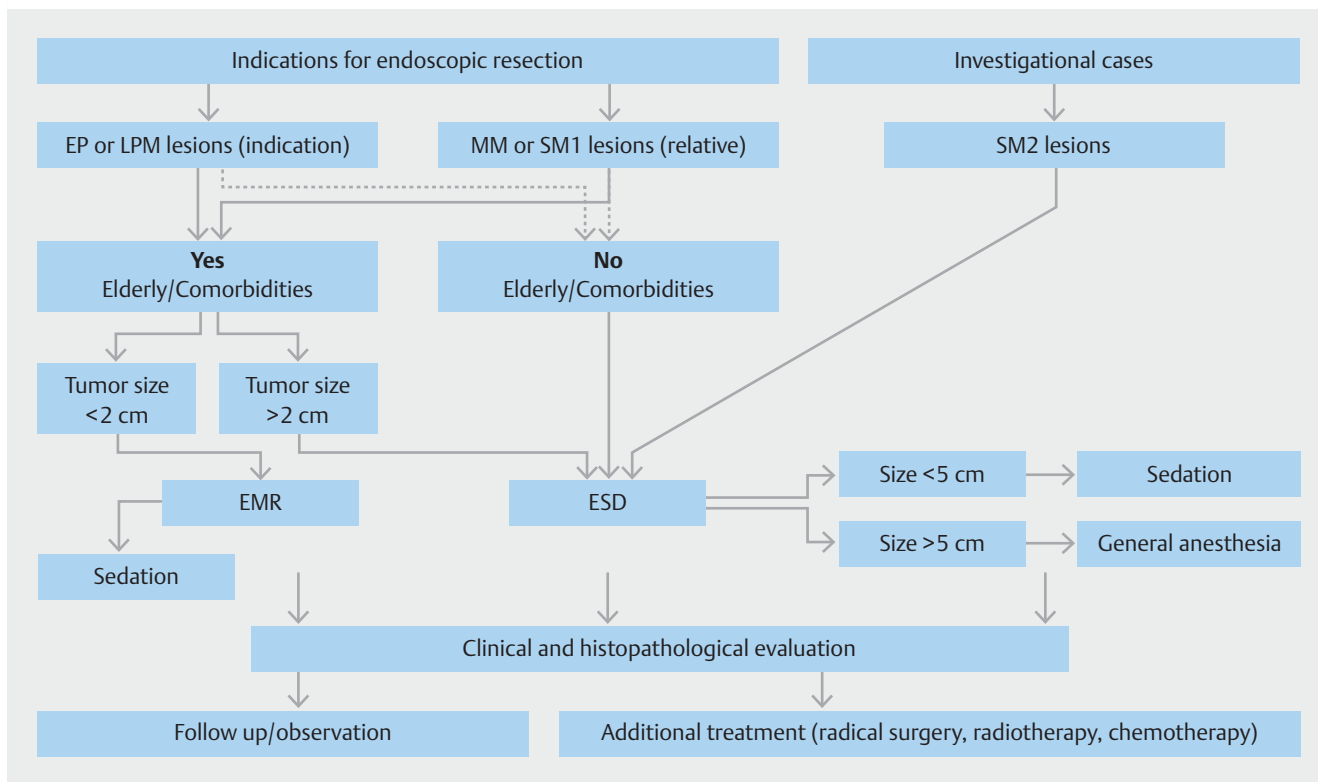 Indications for endoscopic resection
Investigational cases
EP or LPM lesions (indication)
MM or SM1 lesions (relative)
SM2 lesions
Yes
Elderly/Comorbidities
No
Elderly/Comorbidities
Tumor size
<2 cm
Tumor size
>2 cm
EMR
ESD
Size <5 cm
Sedation
Size >5 cm
General anesthesia
Sedation
Clinical and histopathological evaluation
Follow up/observation
Additional treatment (radical surgery, radiotherapy, chemotherapy)